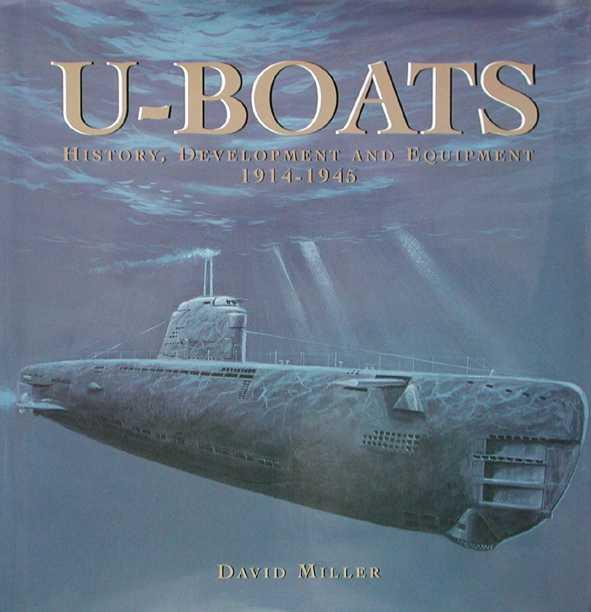 U-BOATS
HISTORY, DEVELOPMENT AND EQUIPMENT
1914-1945
DAVID MILLER